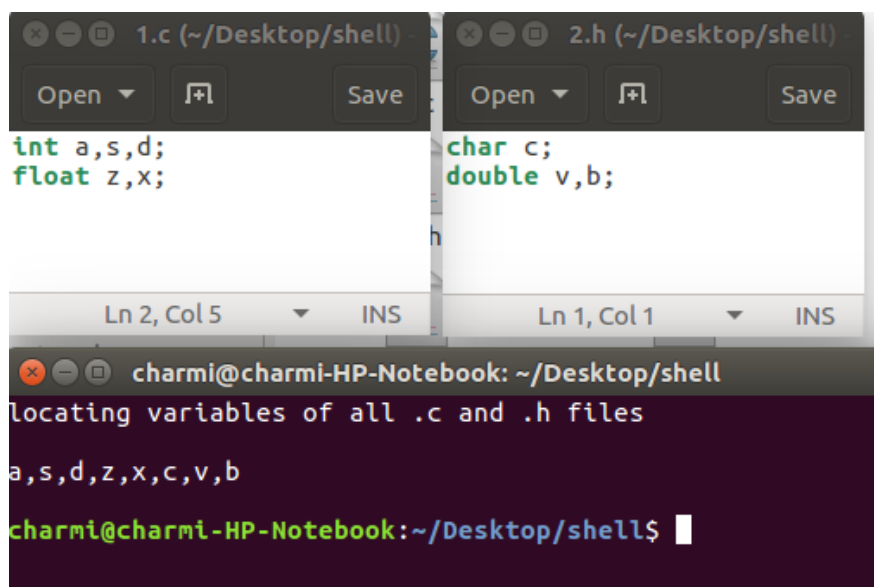 1.c (~/Desktop/shell) -
Open
Save
int a,s,d;
float z,x;
Ln 2, Col 5
INS
2.h (~/Desktop/shell) -
Open
Save
char c;
double v,b;
Ln 1, Col 1
INS
h
charmi@charmi-HP-Notebook: ~/Desktop/shell
locating variables of all .c and .h files
a,s,d,z,x,c,v,b
charmi@charmi-HP-Notebook:~/Desktop/shell$